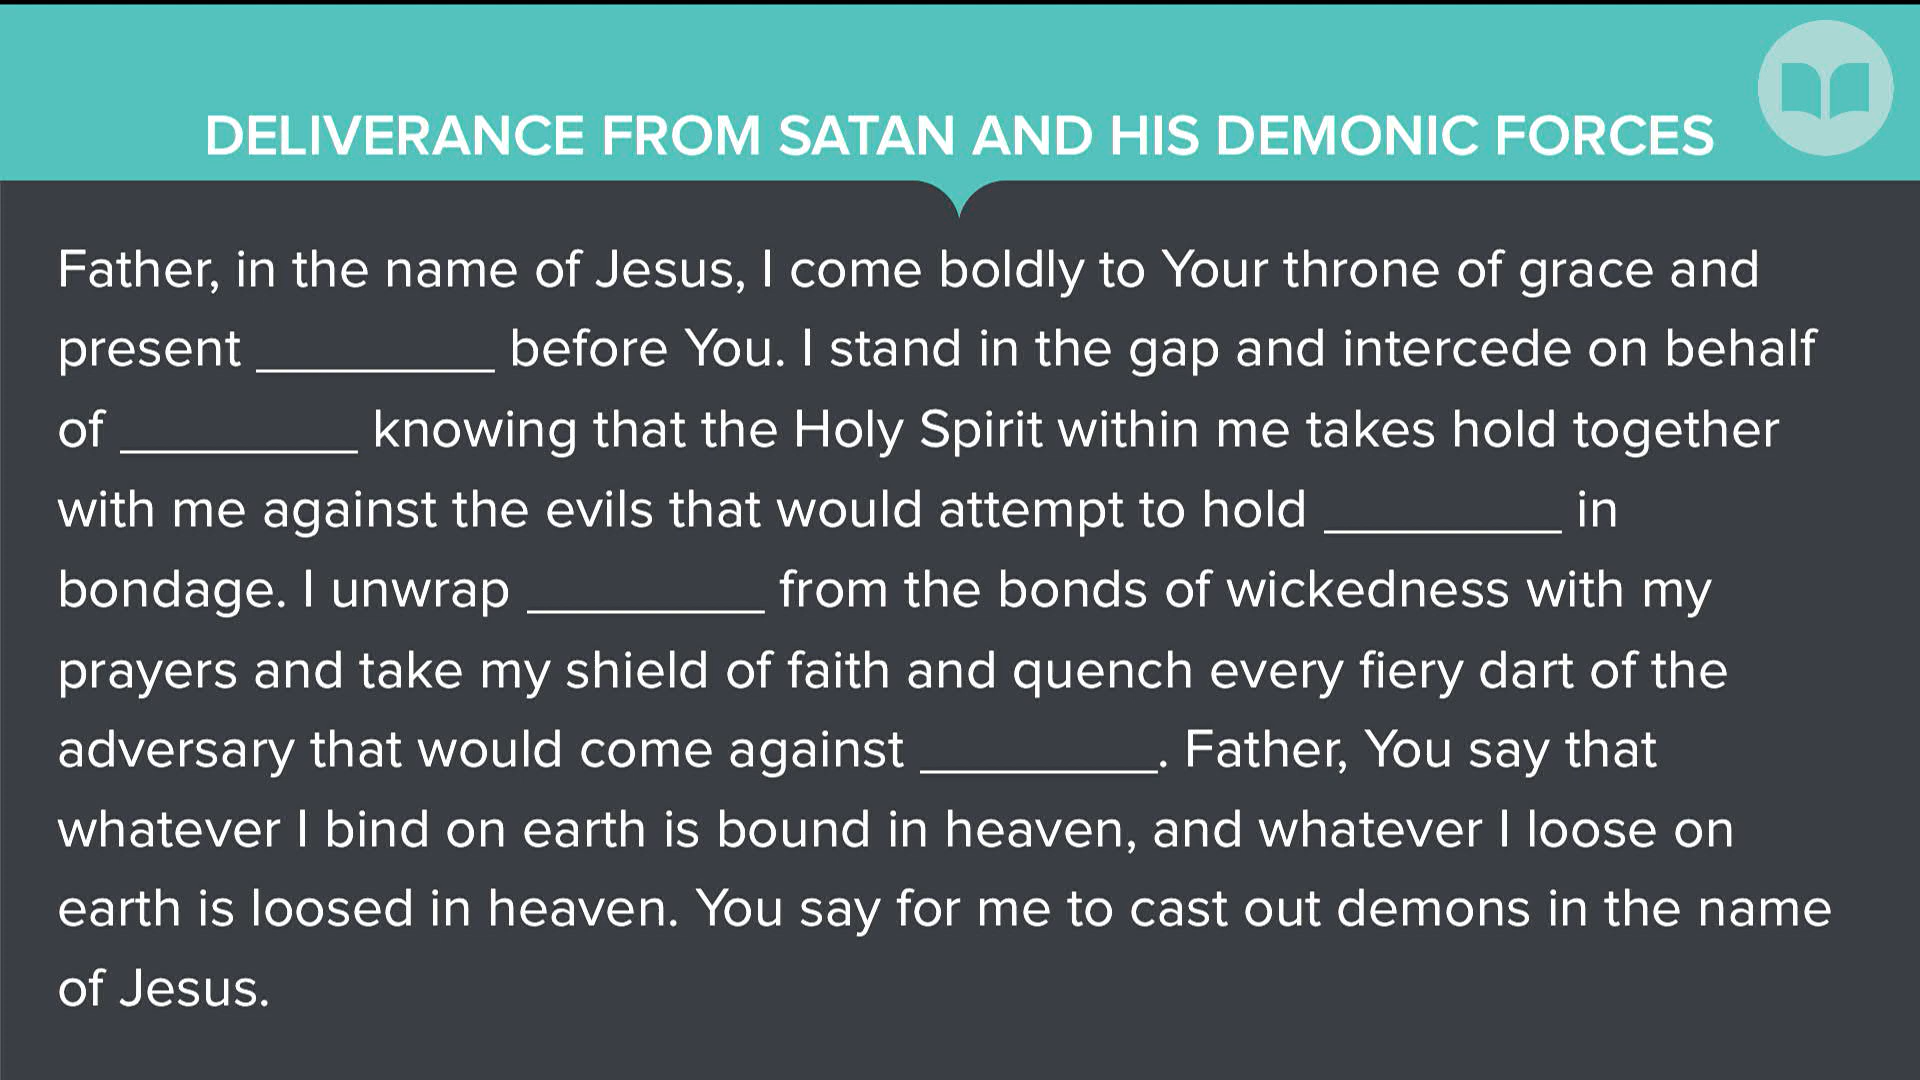 DELIVERANCE FROM SATAN AND HIS DEMONIC FORCES
Father, in the name of Jesus, I come boldly to Your throne of grace and
present _________ before You. I stand in the gap and intercede on behalf
of _________ knowing that the Holy Spirit within me takes hold together
with me against the evils that would attempt to hold _________ in
bondage. I unwrap _________ from the bonds of wickedness with my
prayers and take my shield of faith and quench every fiery dart of the
adversary that would come against _________. Father, You say that
whatever I bind on earth is bound in heaven, and whatever I loose on
earth is loosed in heaven. You say for me to cast out demons in the name
of Jesus.